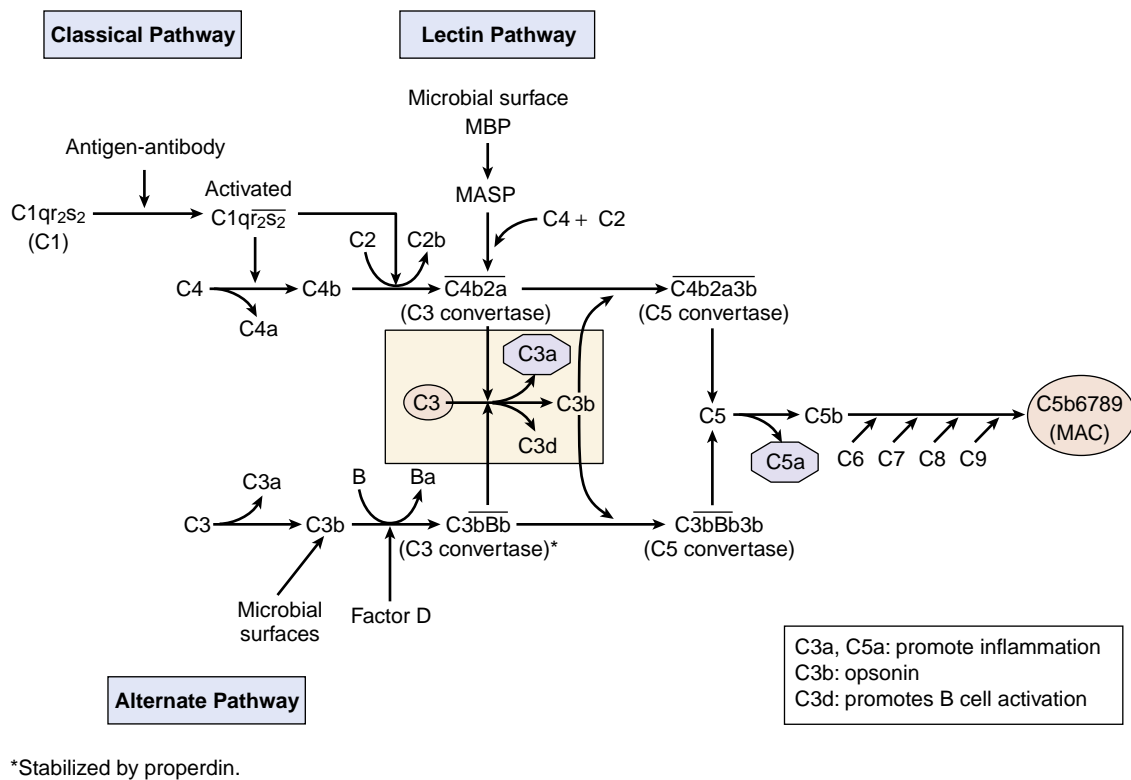 Classical Pathway
Lectin Pathway
Microbial surface
MBP
Antigen-antibody
MASP
Activated
C1qr₂s₂
(C1)
C1qr₂s₂
C4 + C2
C2
C2b
C4
C4b
C4a
C4b2a
(C3 convertase)
C4b2a3b
(C5 convertase)
C3a
C3
C3b
C3d
C5
C5b
C5a
C6
C7
C8
C9
C5b6789
(MAC)
C3a
B
Ba
C3
C3b
C3bBb
(C3 convertase)*
C3bBb3b
(C5 convertase)
Microbial
surfaces
Factor D
C3a, C5a: promote inflammation
C3b: opsonin
C3d: promotes B cell activation
Alternate Pathway
*Stabilized by properdin.